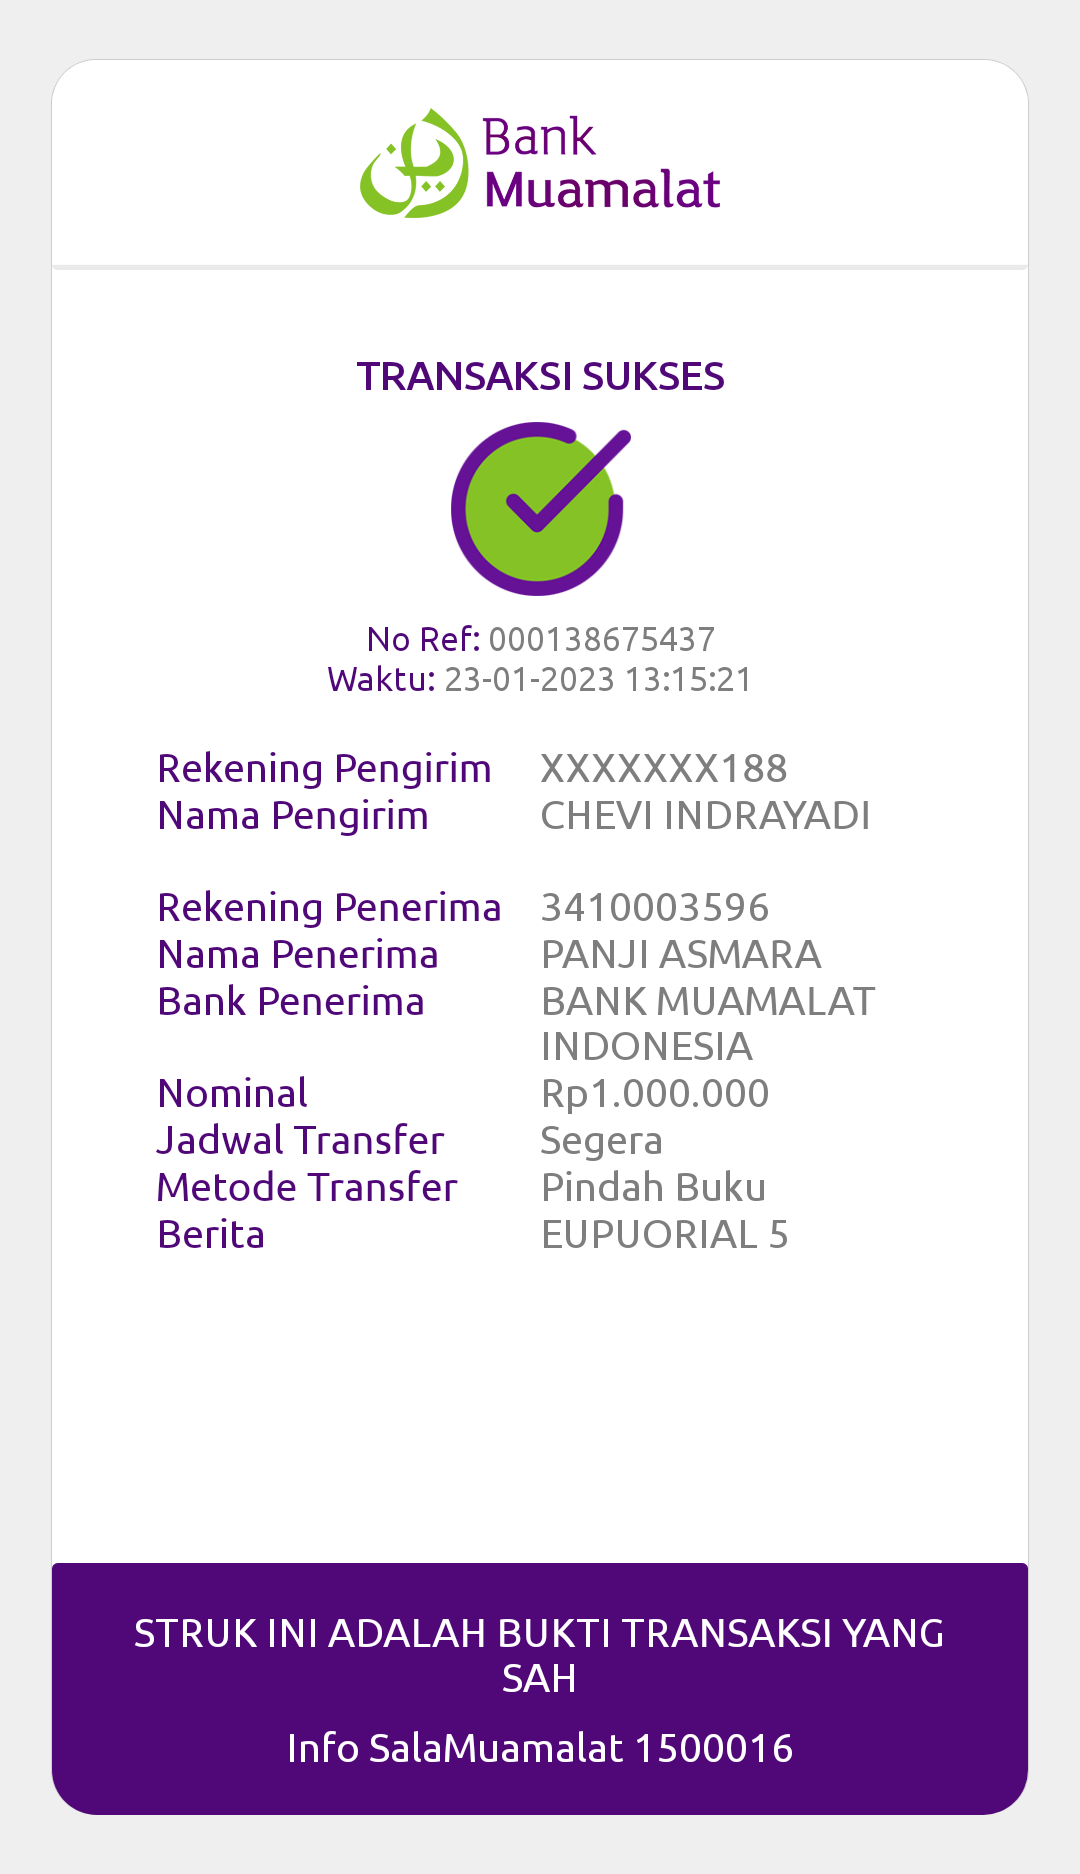 Bank
Muamalat
TRANSAKSI SUKSES
No Ref: 000138675437
Waktu: 23-01-2023 13:15:21
Rekening Pengirim XXXXXXX188
Nama Pengirim CHEVI INDRAYADI
Rekening Penerima 3410003596
Nama Penerima PANJI ASMARA
Bank Penerima BANK MUAMALAT
INDONESIA
Nominal Rp1.000.000
Jadwal Transfer Segera
Metode Transfer Pindah Buku
Berita EUPUORIAL 5
STRUK INI ADALAH BUKTI TRANSAKSI YANG
SAH
Info SalaMuamalat 1500016